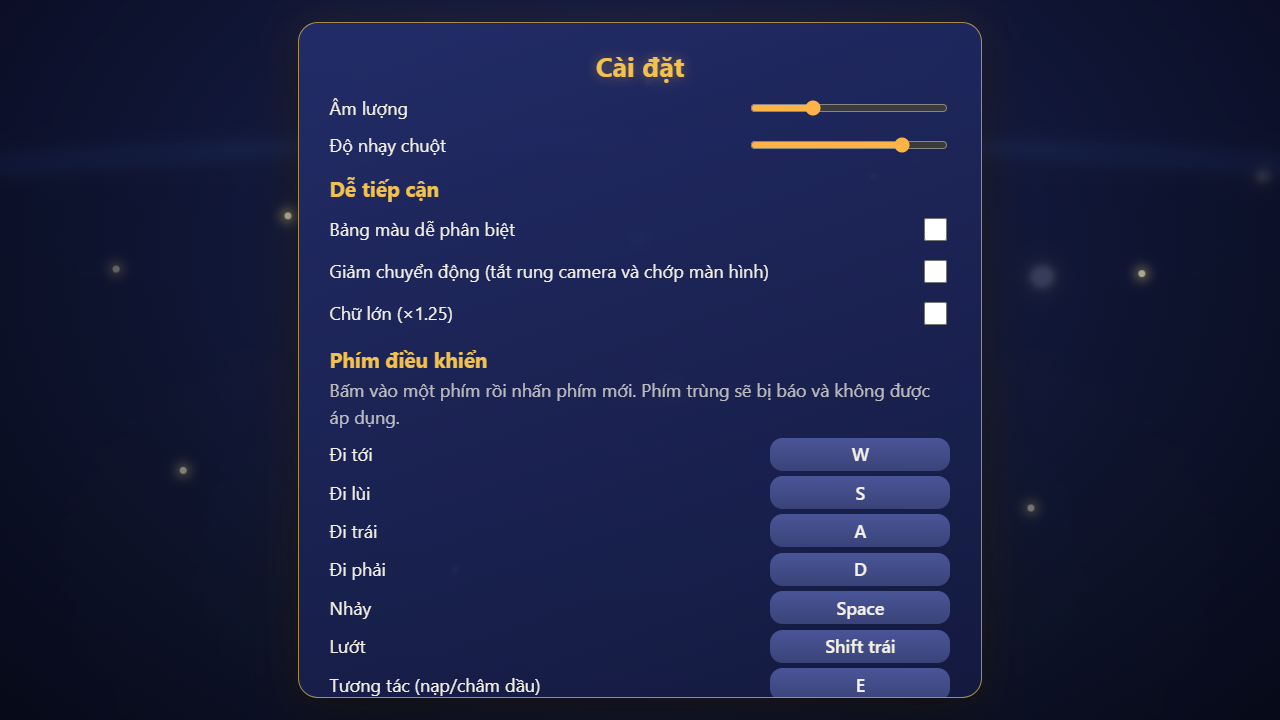 Cài đặt
Âm lượng
Độ nhạy chuột
Dễ tiếp cận
Bảng màu dễ phân biệt
Giảm chuyển động (tắt rung camera và chớp màn hình)
Chữ lớn (×1.25)
Phím điều khiển
Bấm vào một phím rồi nhấn phím mới. Phím trùng sẽ bị báo và không được
áp dụng.
Đi tới W
Đi lùi S
Đi trái A
Đi phải D
Nhảy Space
Lướt Shift trái
Tương tác (nạp/châm dầu) E